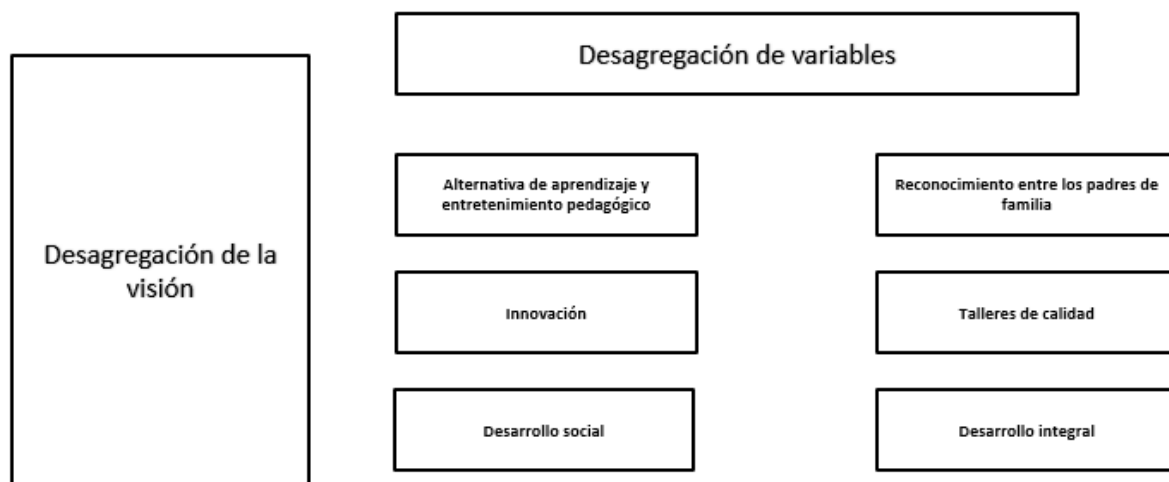 Desagregación de variables
Desagregación de la
visión
Alternativa de aprendizaje y
entretenimiento pedagógico
Reconocimiento entre los padres de
familia
Innovación
Talleres de calidad
Desarrollo social
Desarrollo integral